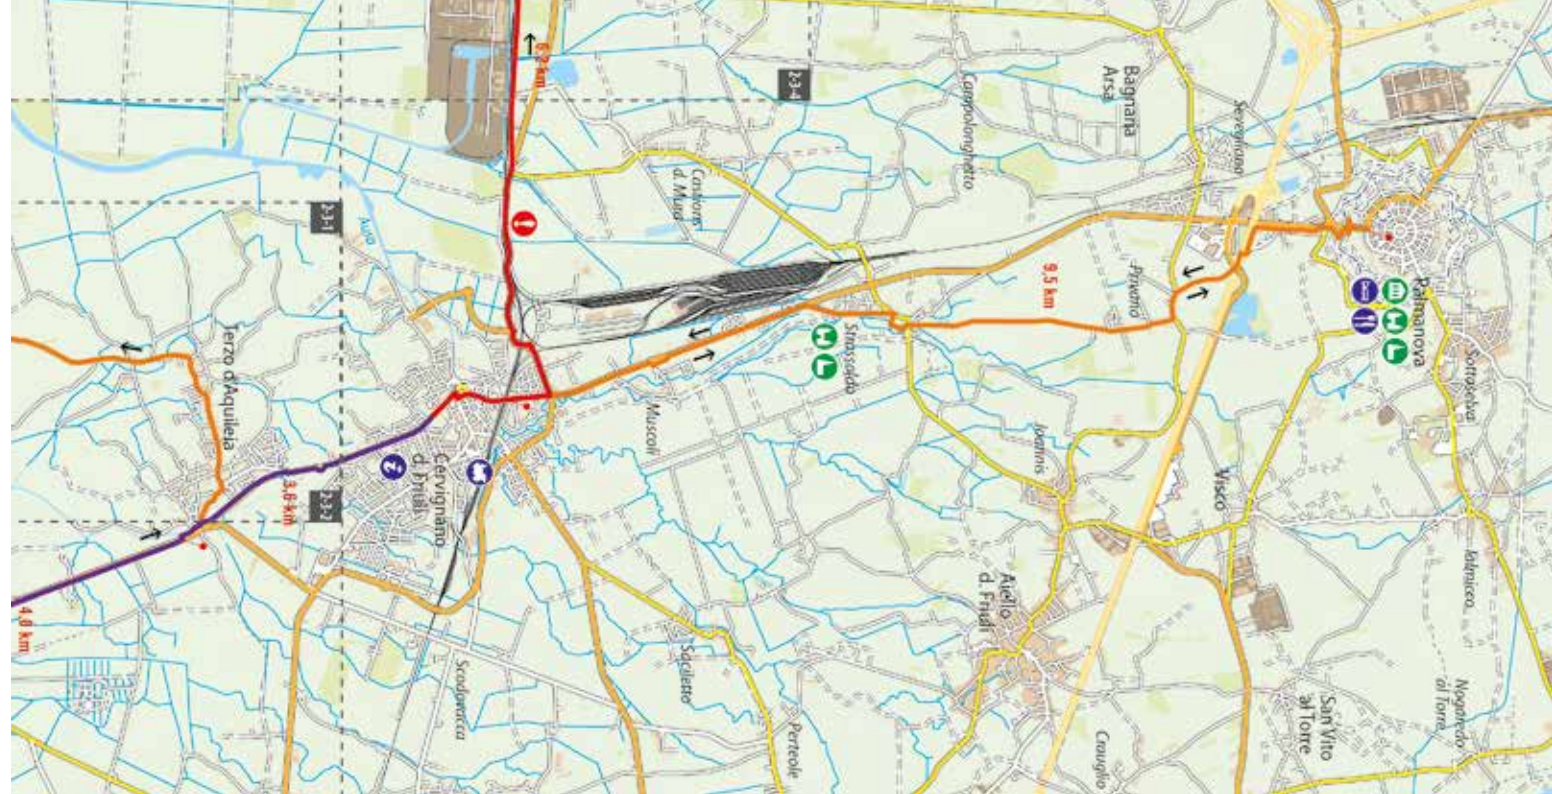 Sottoselva
Ialmicco
Nogaredo
al Torre
Palmanova
San Vito
al Torre
Sevegliano
Visco
Privano
Bagnaria
Arsa
Crauglio
9,5 km
Joannis
Aiello
d. Friuli
Campolonghetto
Strassoldo
2-3-4
Perteole
Castions
d. Mura
Saciletto
Muscoli
6,2 km
Scodovacca
Cervignano
d. Friuli
Ausa
2-3-1
2-3-2
3,6 km
Terzo d'Aquileia
4,0 km